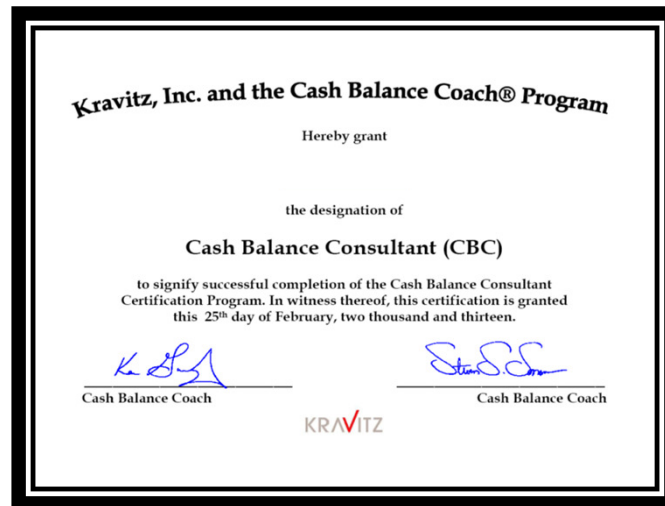 Kravitz, Inc. and the Cash Balance Coach® Program
Hereby grant
the designation of
Cash Balance Consultant (CBC)
to signify successful completion of the Cash Balance Consultant
Certification Program. In witness thereof, this certification is granted
this 25th day of February, two thousand and thirteen.
Cash Balance Coach
Cash Balance Coach
KRAVITZ